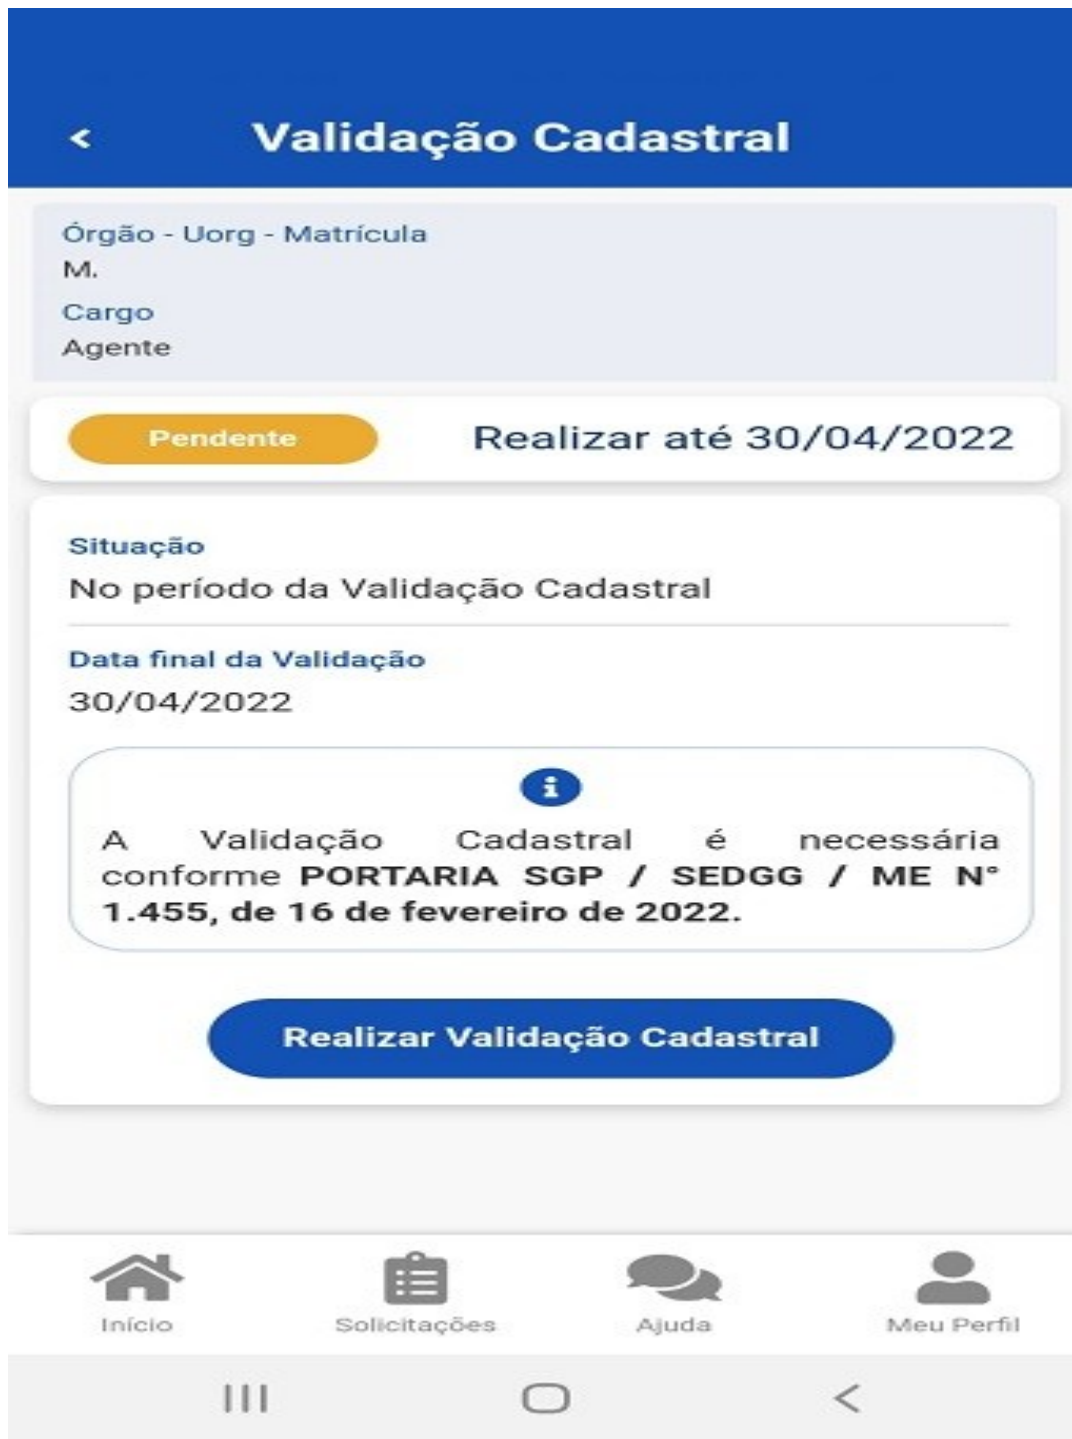 Validação Cadastral
Órgão - Uorg - Matrícula
M.
Cargo
Agente
Pendente
Realizar até 30/04/2022
Situação
No período da Validação Cadastral
Data final da Validação
30/04/2022
A Validação Cadastral é necessária
conforme PORTARIA SGP / SEDGG / ME N°
1.455, de 16 de fevereiro de 2022.
Realizar Validação Cadastral
Início
Solicitações
Ajuda
Meu Perfil